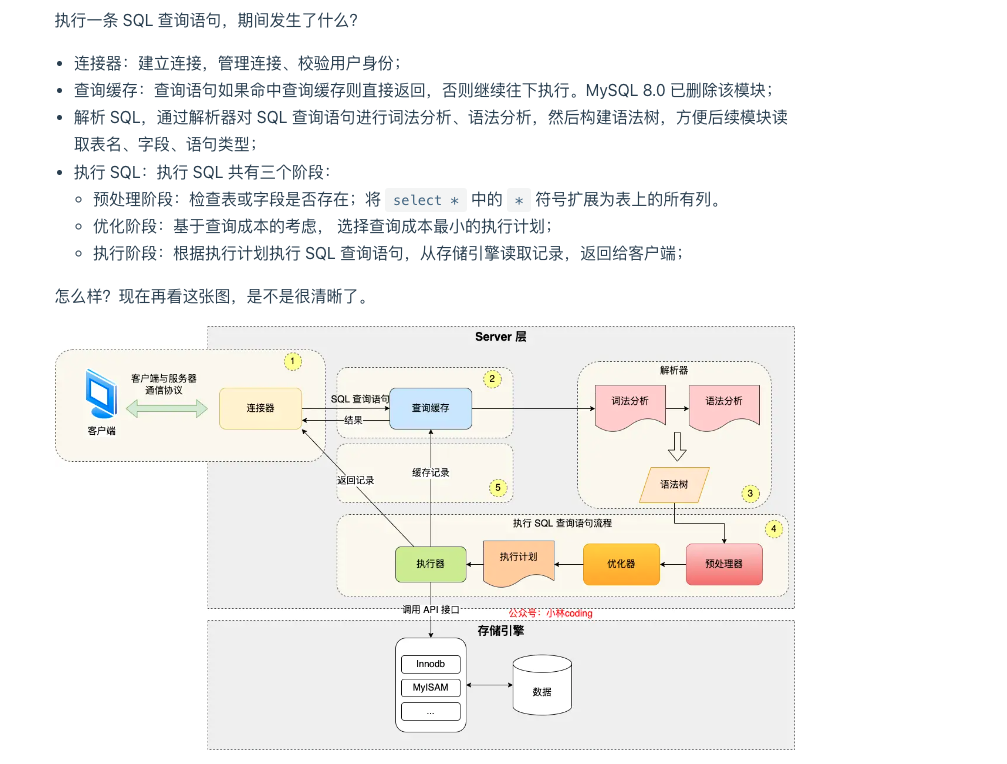 执行一条 SQL 查询语句，期间发生了什么？
连接器：建立连接，管理连接、校验用户身份；
查询缓存：查询语句如果命中查询缓存则直接返回，否则继续往下执行。MySQL 8.0 已删除该模块；
解析 SQL，通过解析器对 SQL 查询语句进行词法分析、语法分析，然后构建语法树，方便后续模块读
取表名、字段、语句类型；
执行 SQL：执行 SQL 共有三个阶段：
预处理阶段：检查表或字段是否存在；将 select * 中的 * 符号扩展为表上的所有列。
优化阶段：基于查询成本的考虑， 选择查询成本最小的执行计划；
执行阶段：根据执行计划执行 SQL 查询语句，从存储引擎读取记录，返回给客户端；
怎么样？现在再看这张图，是不是很清晰了。
Server 层
1
客户端与服务器
通信协议
客户端
连接器
SQL 查询语句
结果
2
查询缓存
解析器
词法分析
语法分析
语法树
3
返回记录
缓存记录
5
执行 SQL 查询语句流程
4
执行器
执行计划
优化器
预处理器
调用 API 接口
公众号：小林coding
存储引擎
Innodb
MyISAM
...
数据